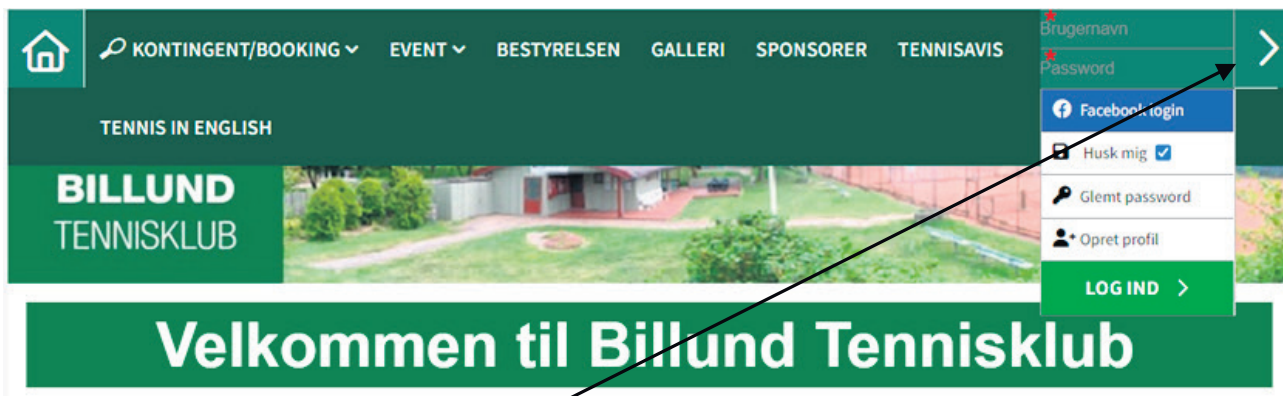 KONTINGENT/BOOKING EVENT BESTYRELSEN GALLERI SPONSORER TENNISAVIS
TENNIS IN ENGLISH
* Brugernavn
* Password
Facebook login
Husk mig
Glemt password
Opret profil
LOG IND
BILLUND
TENNISKLUB
Velkommen til Billund Tennisklub